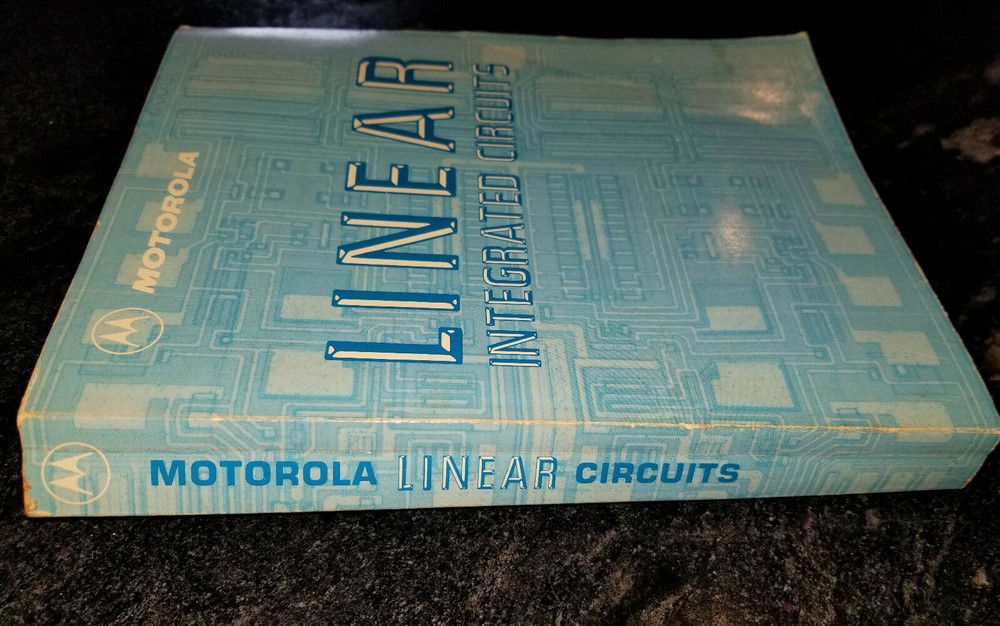 MOTOROLA
LINEAR
INTEGRATED CIRCUITS
MOTOROLA LINEAR CIRCUITS